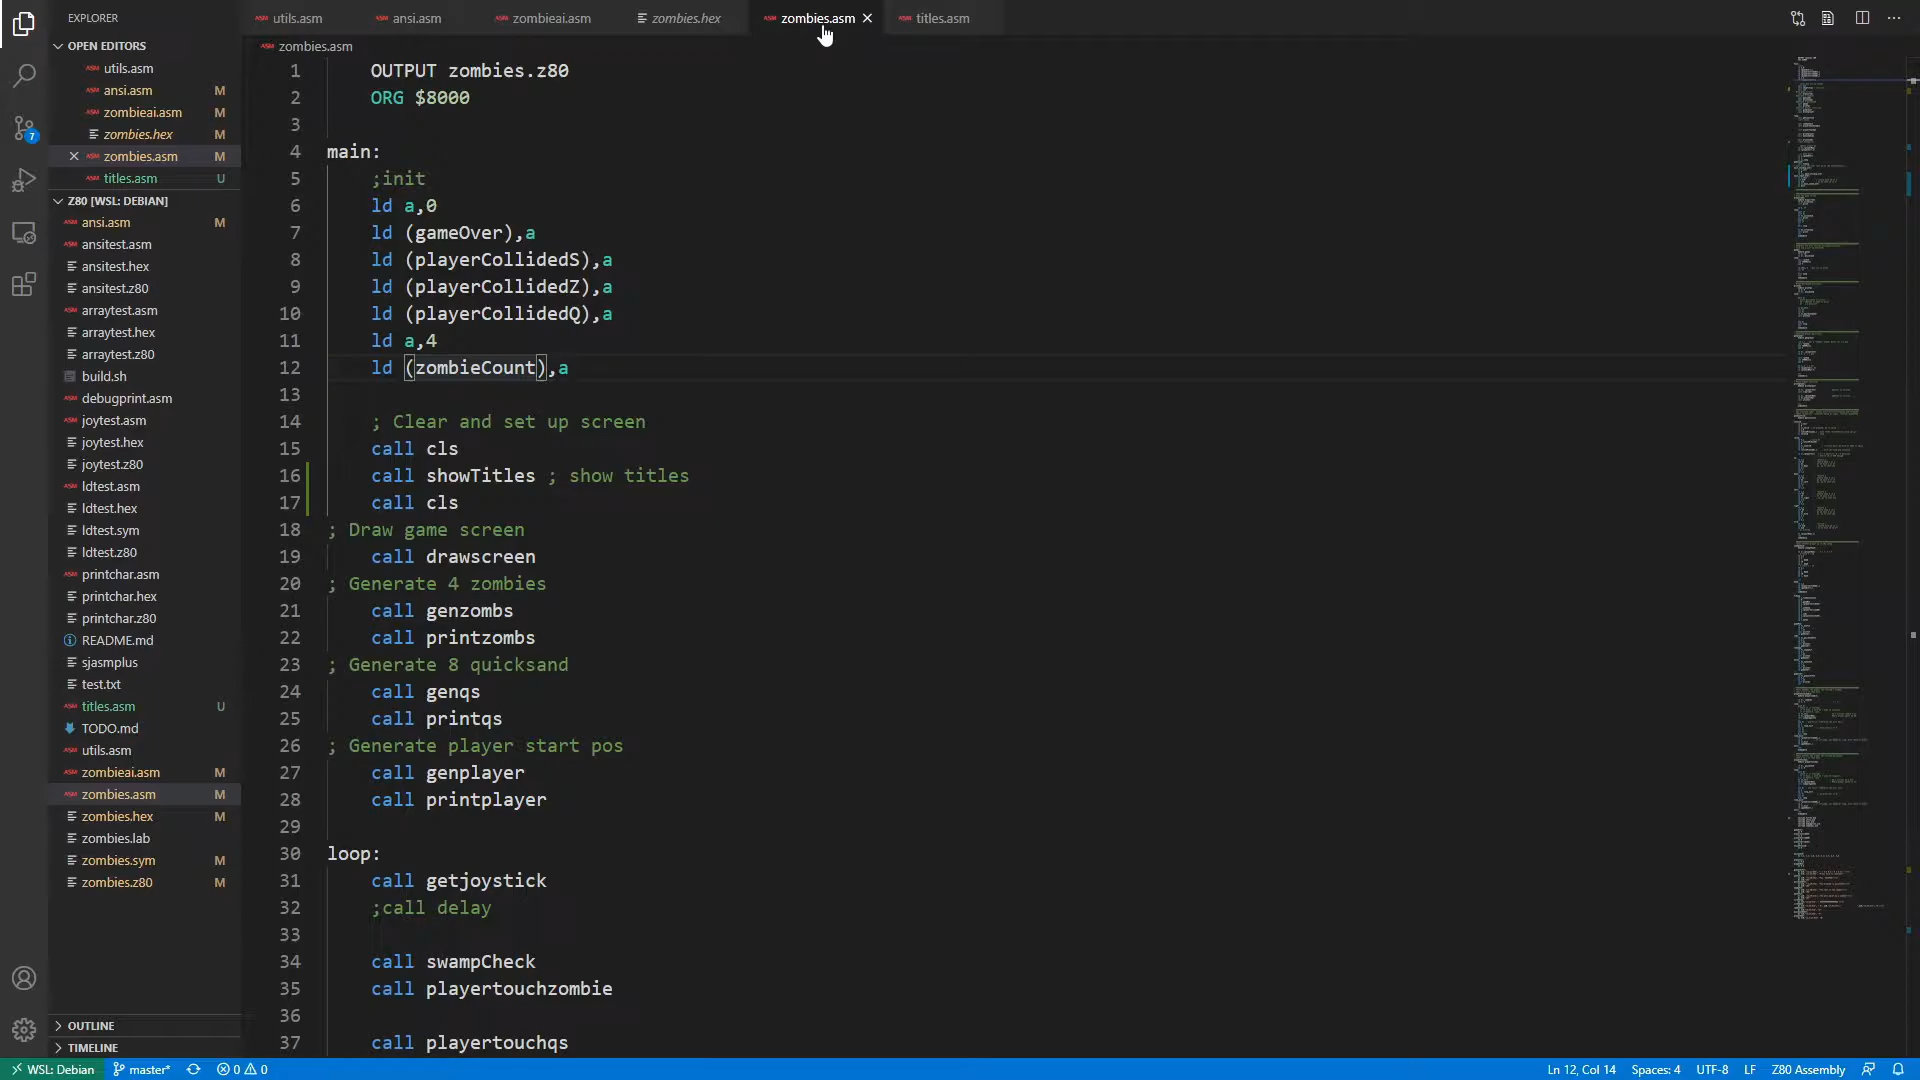 EXPLORER
OPEN EDITORS
utils.asm
ansi.asm M
zombieai.asm M
zombies.hex M
zombies.asm M
titles.asm U
Z80 [WSL: DEBIAN]
ansi.asm M
ansitest.asm
ansitest.hex
ansitest.z80
arraytest.asm
arraytest.hex
arraytest.z80
build.sh
debugprint.asm
joytest.asm
joytest.hex
joytest.z80
ldtest.asm
ldtest.hex
ldtest.sym
ldtest.z80
printchar.asm
printchar.hex
printchar.z80
README.md
sjasmplus
test.txt
titles.asm U
TODO.md
utils.asm
zombieai.asm M
zombies.asm M
zombies.hex M
zombies.lab
zombies.sym M
zombies.z80 M
OUTLINE
TIMELINE
7
utils.asm ansi.asm zombieai.asm zombies.hex zombies.asm titles.asm
zombies.asm
1 OUTPUT zombies.z80
2 ORG $8000
3
4 main:
5 ;init
6 ld a,0
7 ld (gameOver),a
8 ld (playerCollidedS),a
9 ld (playerCollidedZ),a
10 ld (playerCollidedQ),a
11 ld a,4
12 ld (zombieCount),a
13
14 ; Clear and set up screen
15 call cls
16 call showTitles ; show titles
17 call cls
18 ; Draw game screen
19 call drawscreen
20 ; Generate 4 zombies
21 call genzombs
22 call printzombs
23 ; Generate 8 quicksand
24 call genqs
25 call printqs
26 ; Generate player start pos
27 call genplayer
28 call printplayer
29
30 loop:
31 call getjoystick
32 ;call delay
33
34 call swampCheck
35 call playertouchzombie
36
37 call playertouchqs
WSL: Debian master* 0 0 Ln 12, Col 14 Spaces: 4 UTF-8 LF Z80 Assembly